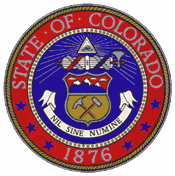 STATE · OF · COLORADO
NIL SINE NUMINE
1876